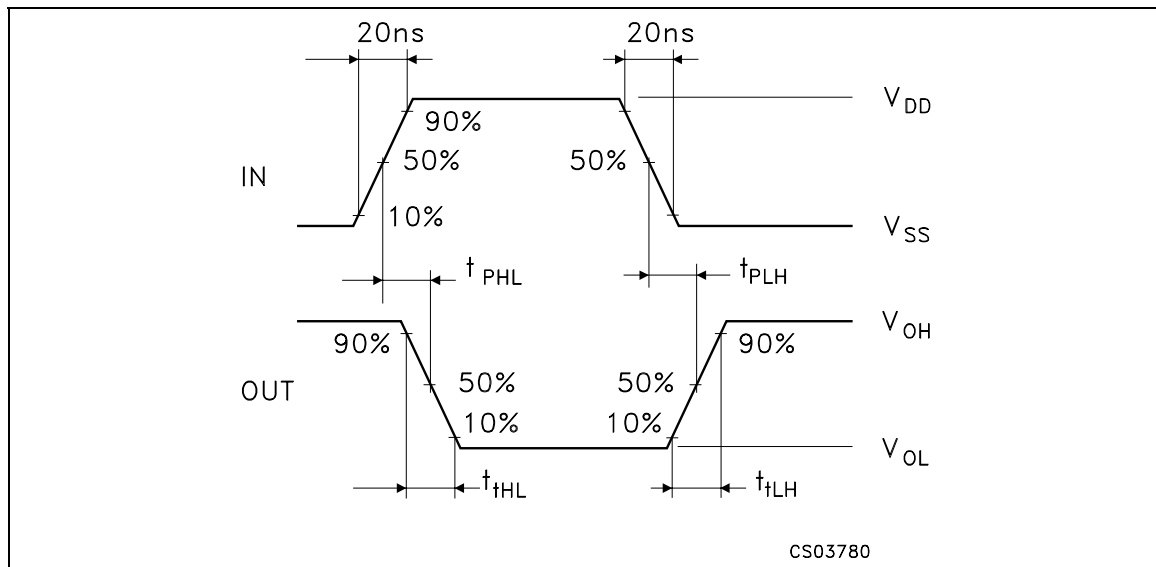 20ns 20ns
V_DD
90%
50% 50%
IN
10%
V_SS
t_PHL t_PLH
V_OH
90% 90%
50% 50%
OUT
10% 10%
V_OL
t_tHL t_tLH
CS03780